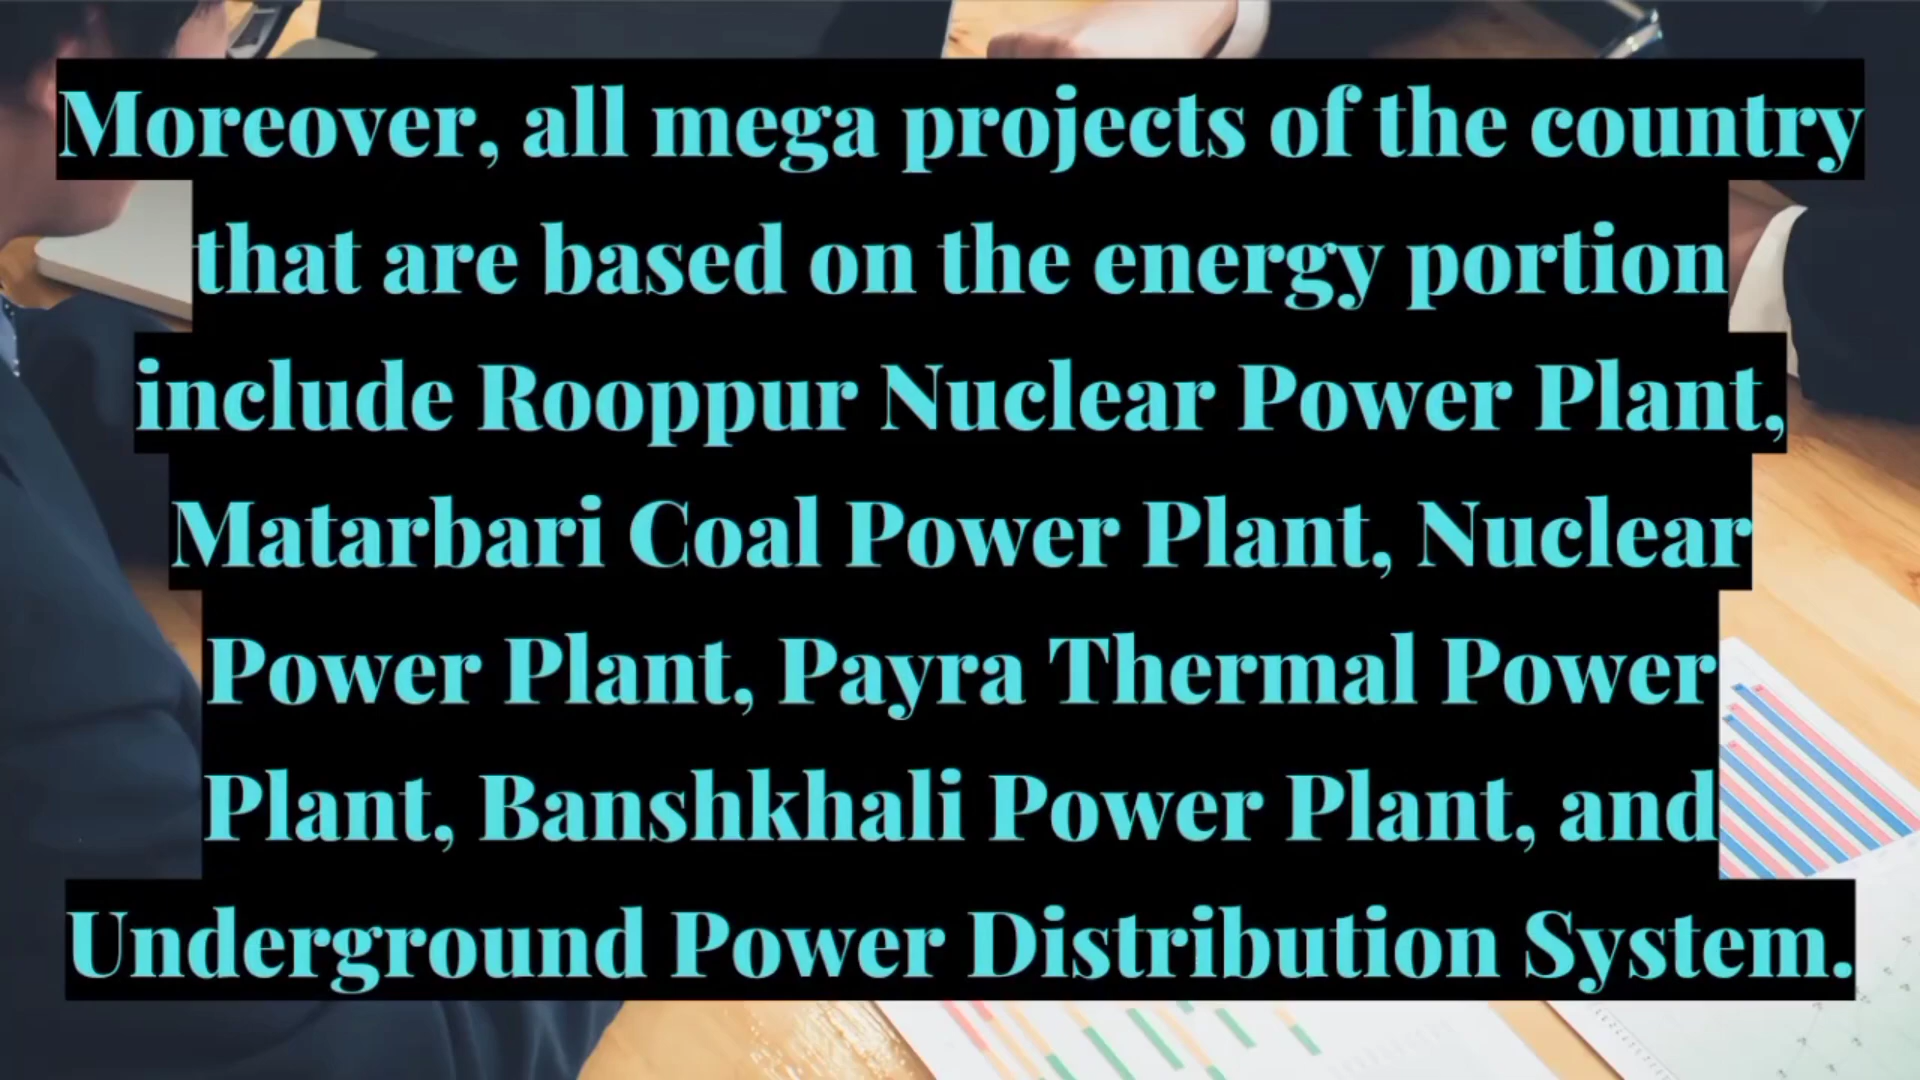 Moreover, all mega projects of the country
that are based on the energy portion
include Rooppur Nuclear Power Plant,
Matarbari Coal Power Plant, Nuclear
Power Plant, Payra Thermal Power
Plant, Banshkhali Power Plant, and
Underground Power Distribution System.